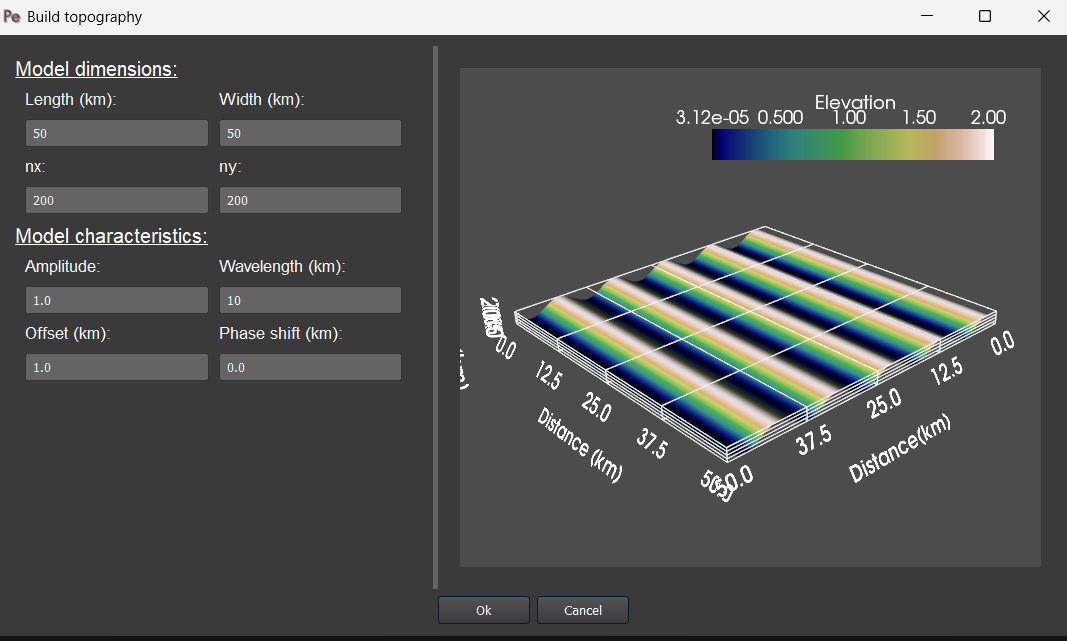 Pe Build topography
Model dimensions:
Length (km): Width (km):
50 50
nx: ny:
200 200
Model characteristics:
Amplitude: Wavelength (km):
1.0 10
Offset (km): Phase shift (km):
1.0 0.0
Elevation
3.12e-05 0.500 1.00 1.50 2.00
0.0
12.5
25.0
37.5
Distance (km)
50.0
37.5
25.0
12.5
0.0
Distance(km)
Ok Cancel